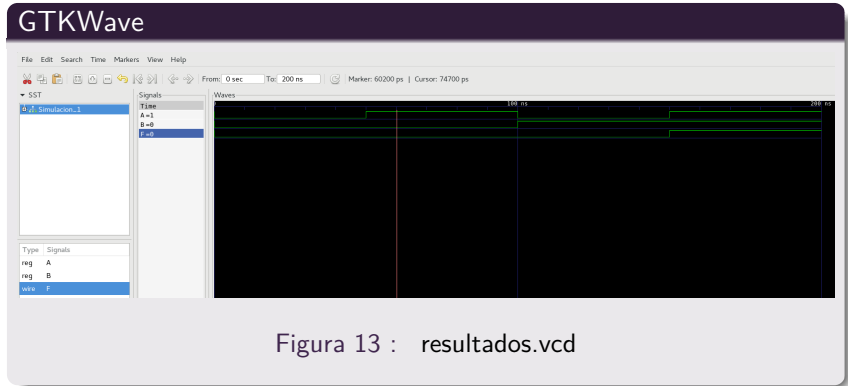 GTKWave
File Edit Search Time Markers View Help
From: 0 sec To: 200 ns Marker: 60200 ps | Cursor: 74700 ps
SST
Simulacion_1
Signals
Time
A=1
B=0
F=0
Waves
100 ns 200 ns
Type Signals
reg A
reg B
wire F
Figura 13 : resultados.vcd